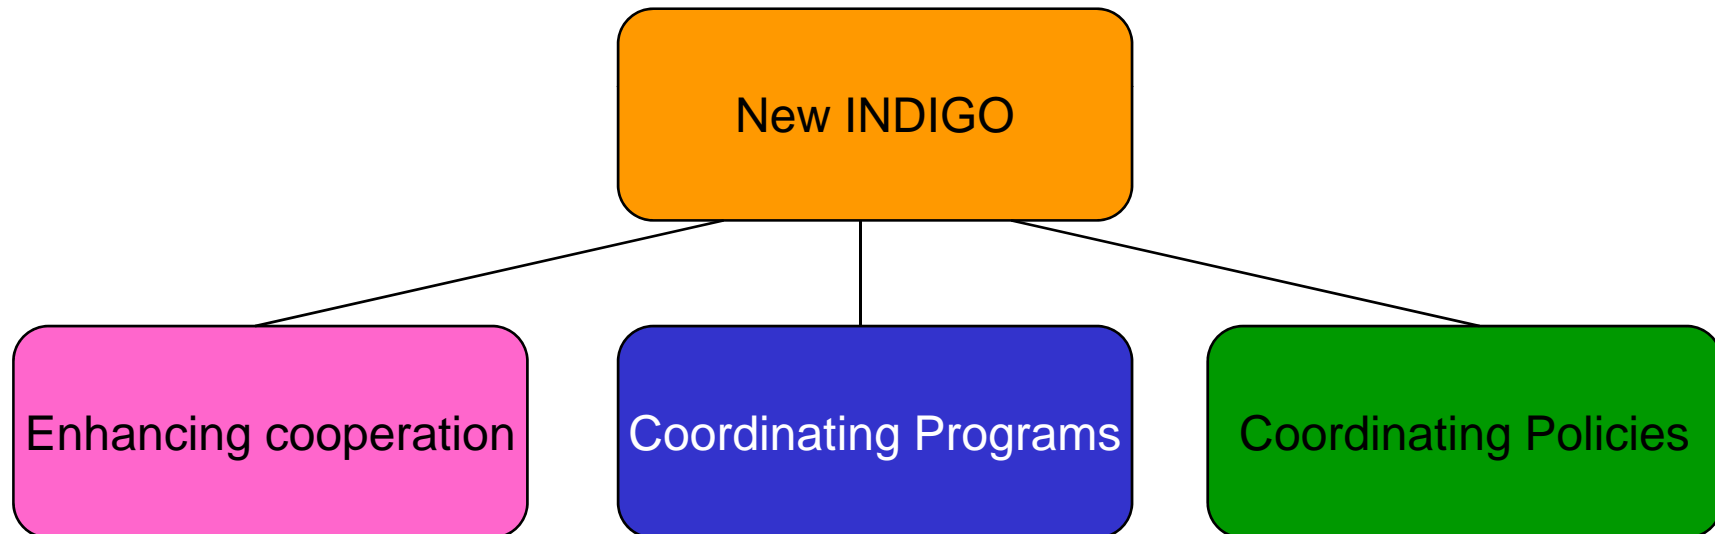 New INDIGO
Enhancing cooperation
Coordinating Programs
Coordinating Policies